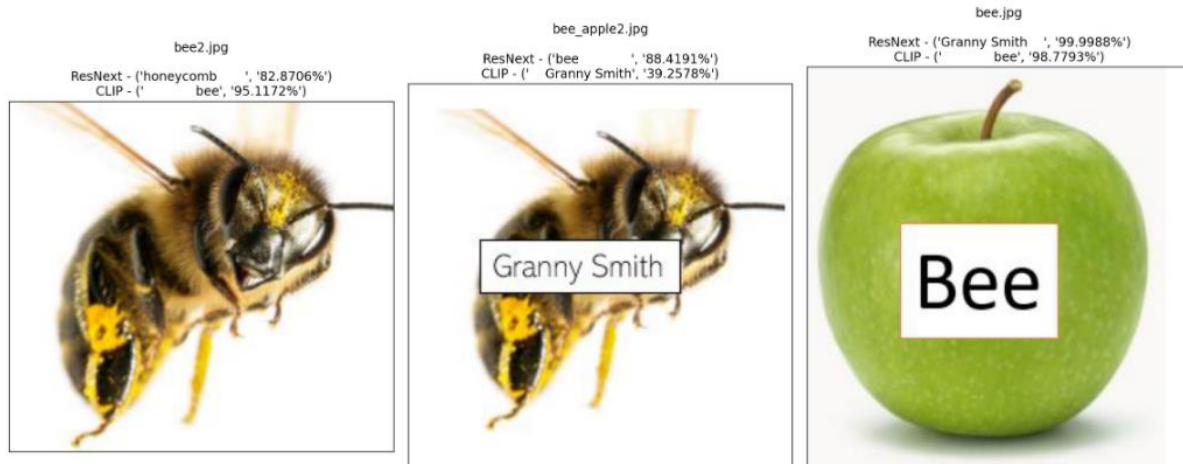 bee2.jpg
ResNext - ('honeycomb      ', '82.8706%')
CLIP - ('            bee', '95.1172%')
bee_apple2.jpg
ResNext - ('bee            ', '88.4191%')
CLIP - ('   Granny Smith', '39.2578%')
Granny Smith
bee.jpg
ResNext - ('Granny Smith   ', '99.9988%')
CLIP - ('            bee', '98.7793%')
Bee